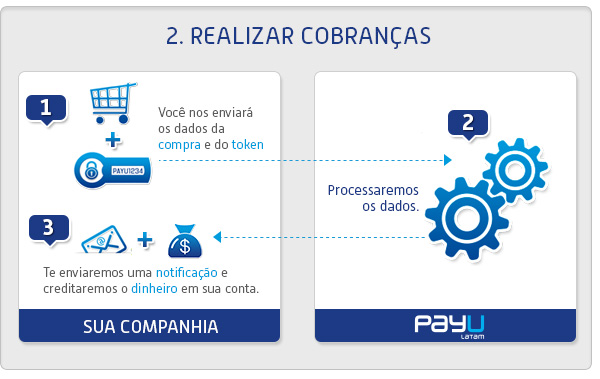 2. REALIZAR COBRANÇAS
1
Você nos enviará
os dados da
compra e do token
PAYU1234
2
Processaremos
os dados.
3
@
$
Te enviaremos uma notificação e
creditaremos o dinheiro em sua conta.
SUA COMPANHIA
PAYU
LATAM